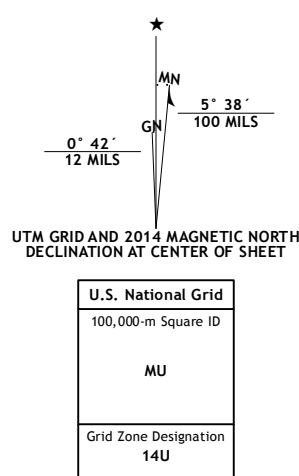 ★
MN
GN
5° 38´
100 MILS
0° 42´
12 MILS
UTM GRID AND 2014 MAGNETIC NORTH
DECLINATION AT CENTER OF SHEET
U.S. National Grid
100,000-m Square ID
MU
Grid Zone Designation
14U